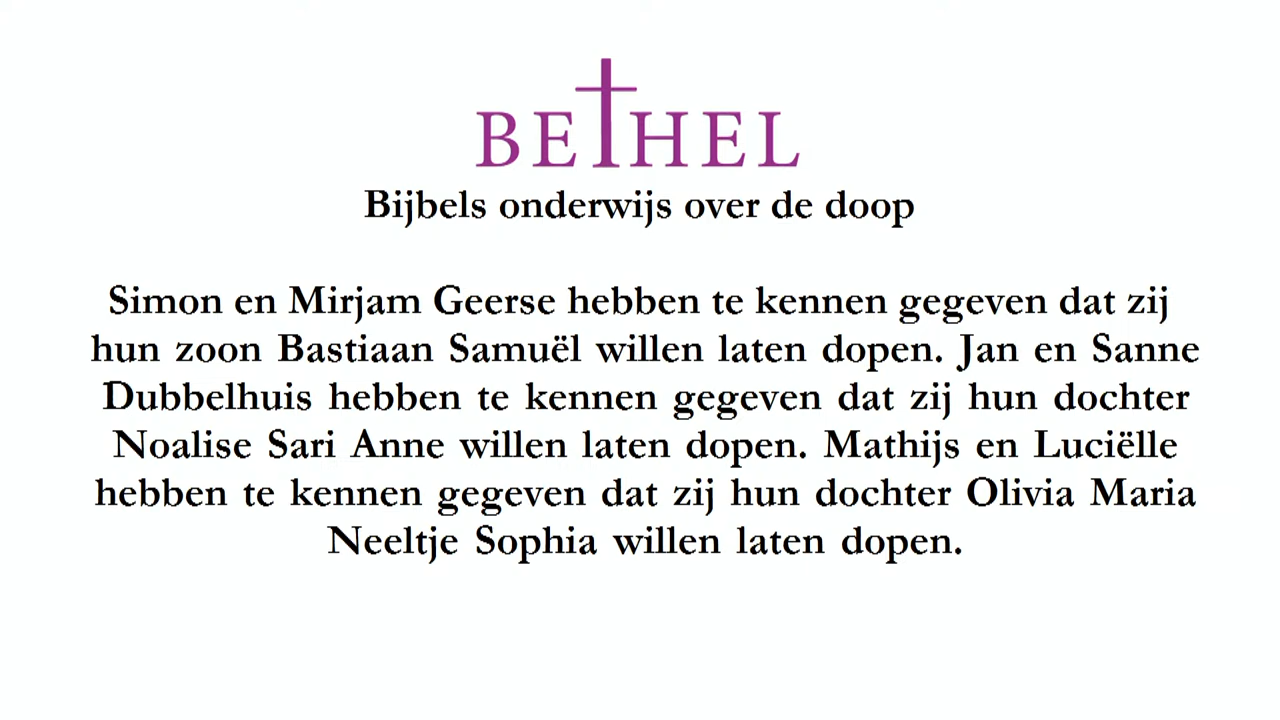 BETHEL
Bijbels onderwijs over de doop
Simon en Mirjam Geerse hebben te kennen gegeven dat zij
hun zoon Bastiaan Samuël willen laten dopen. Jan en Sanne
Dubbelhuis hebben te kennen gegeven dat zij hun dochter
Noalise Sari Anne willen laten dopen. Mathijs en Luciëlle
hebben te kennen gegeven dat zij hun dochter Olivia Maria
Neeltje Sophia willen laten dopen.